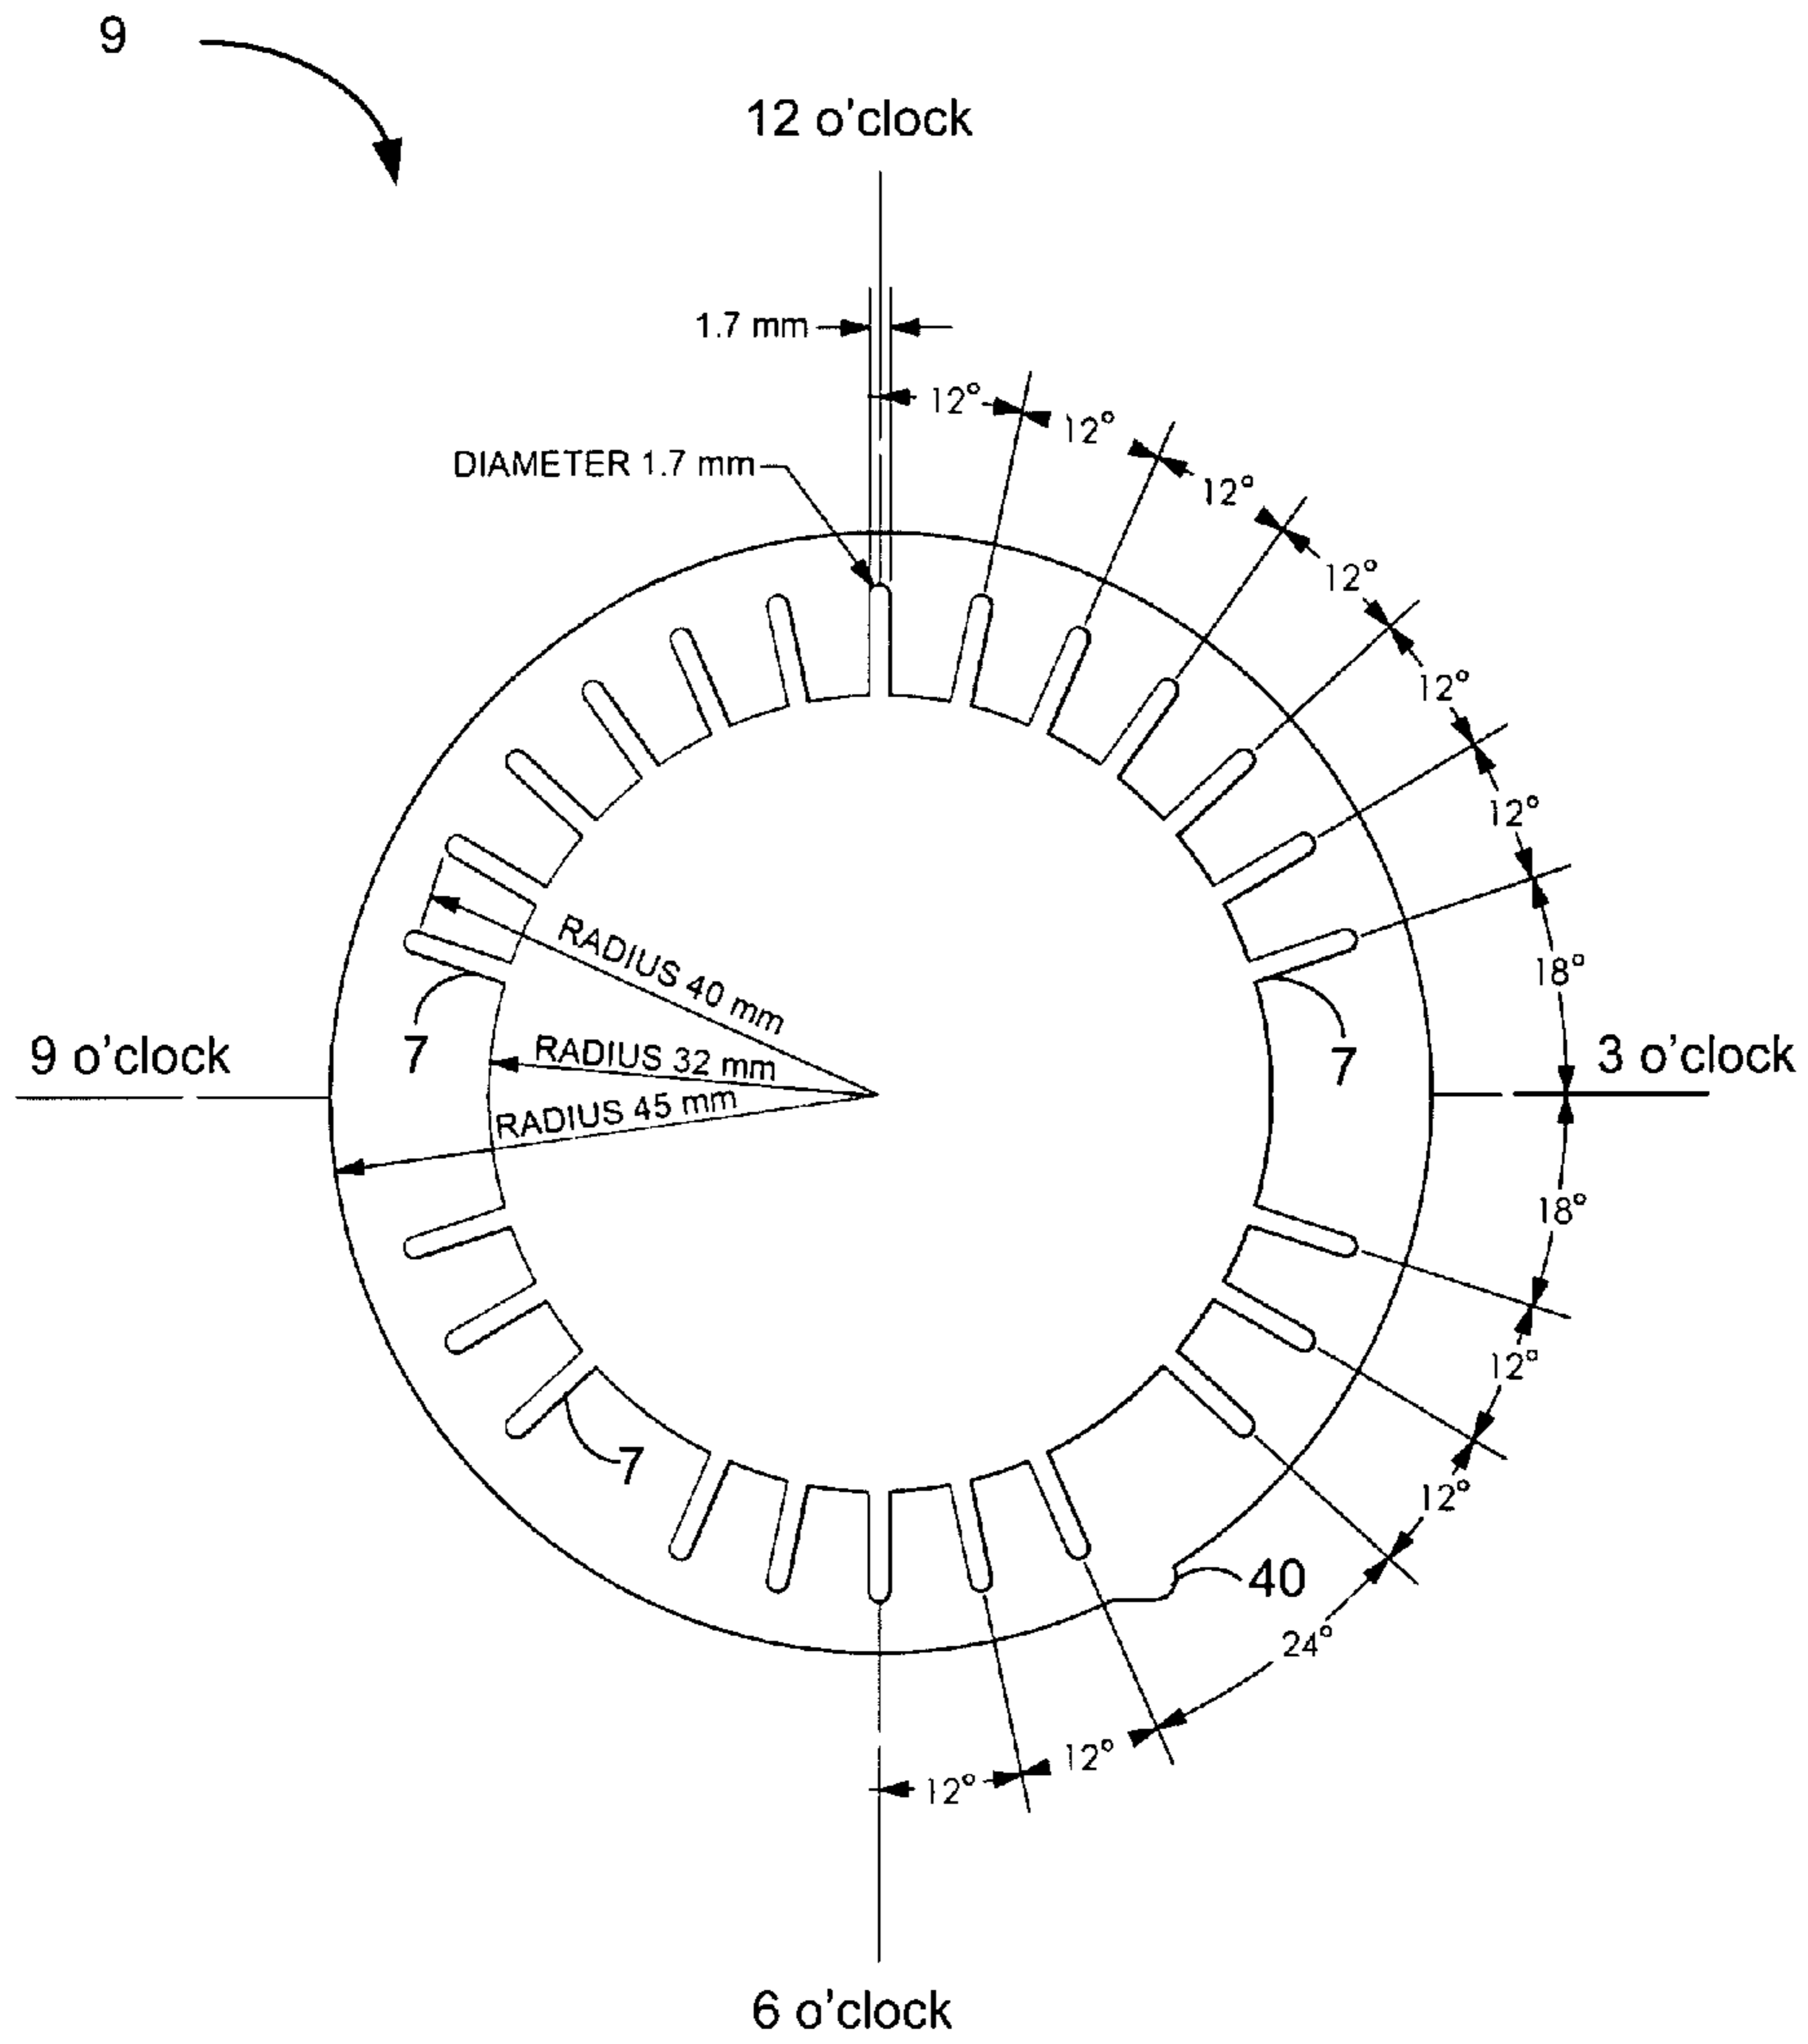 9
12 o'clock
1.7 mm
12°
12°
DIAMETER 1.7 mm
12°
12°
12°
12°
RADIUS 40 mm
18°
7
7
9 o'clock
RADIUS 32 mm
3 o'clock
RADIUS 45 mm
18°
12°
7
12°
40
24°
12°
12°
6 o'clock